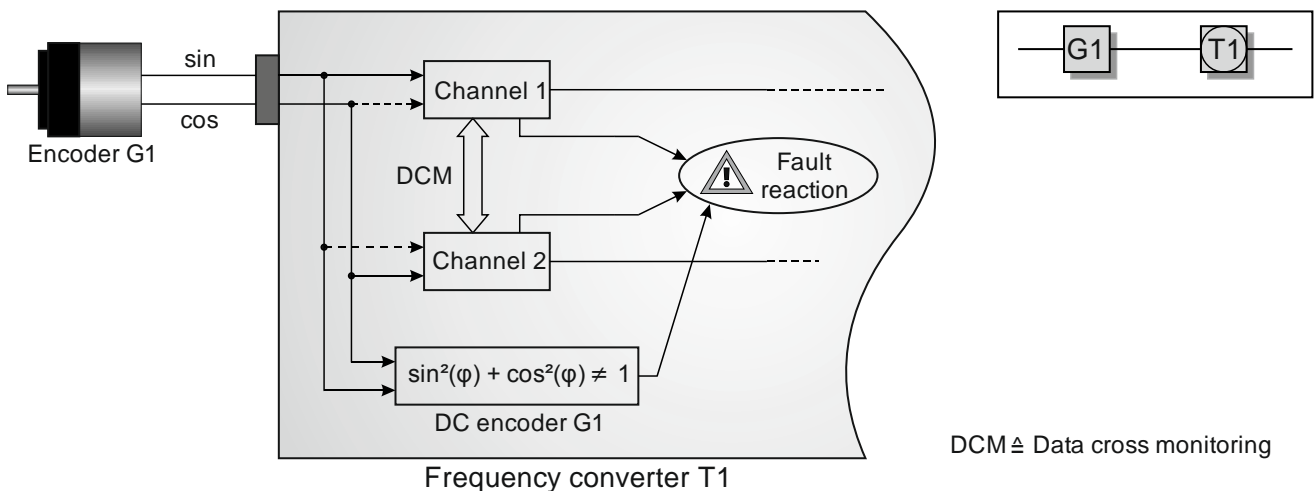 sin
cos
Encoder G1
Channel 1
DCM
Channel 2
Fault
reaction
!
sin²(φ) + cos²(φ) ≠ 1
DC encoder G1
Frequency converter T1
G1
T1
DCM ≙ Data cross monitoring